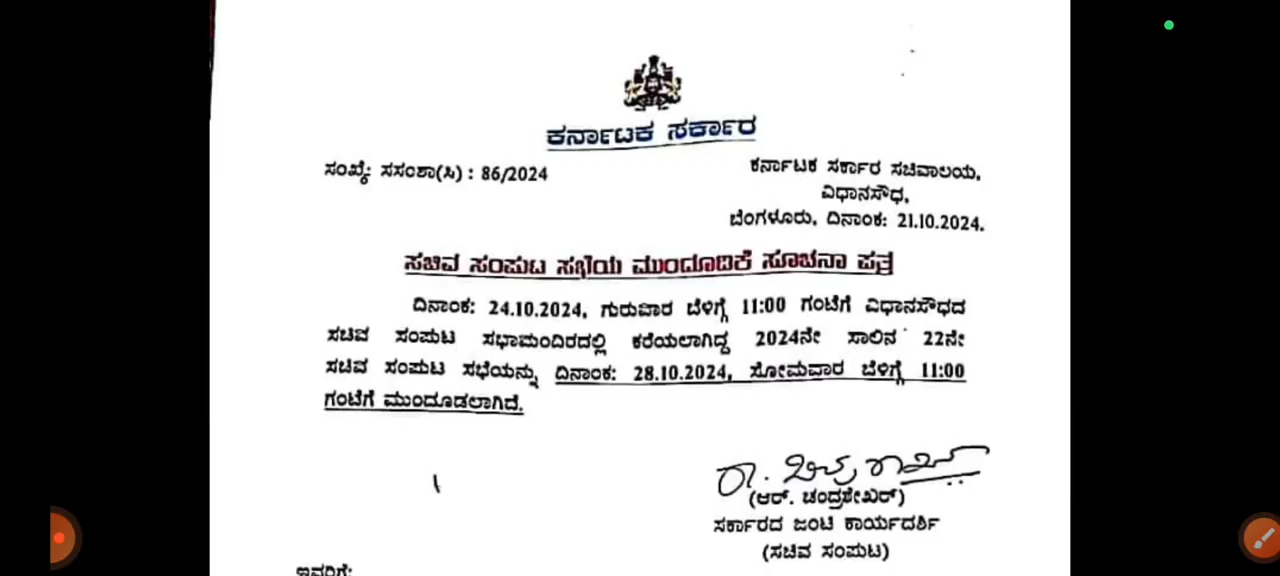 ಕರ್ನಾಟಕ ಸರ್ಕಾರ
ಸಂಖ್ಯೆ: ಸಸಂಶಾ(ಸಿ) : 86/2024
ಕರ್ನಾಟಕ ಸರ್ಕಾರ ಸಚಿವಾಲಯ,
ವಿಧಾನಸೌಧ,
ಬೆಂಗಳೂರು, ದಿನಾಂಕ: 21.10.2024.
ಸಚಿವ ಸಂಪುಟ ಸಭೆಯ ಮುಂದೂಡಿಕೆ ಸೂಚನಾ ಪತ್ರ
ದಿನಾಂಕ: 24.10.2024, ಗುರುವಾರ ಬೆಳಿಗ್ಗೆ 11:00 ಗಂಟೆಗೆ ವಿಧಾನಸೌಧದ
ಸಚಿವ ಸಂಪುಟ ಸಭಾಮಂದಿರದಲ್ಲಿ ಕರೆಯಲಾಗಿದ್ದ 2024ನೇ ಸಾಲಿನ 22ನೇ
ಸಚಿವ ಸಂಪುಟ ಸಭೆಯನ್ನು ದಿನಾಂಕ: 28.10.2024, ಸೋಮವಾರ ಬೆಳಿಗ್ಗೆ 11:00
ಗಂಟೆಗೆ ಮುಂದೂಡಲಾಗಿದೆ.
(ಆರ್. ಚಂದ್ರಶೇಖರ್)
ಸರ್ಕಾರದ ಜಂಟಿ ಕಾರ್ಯದರ್ಶಿ
(ಸಚಿವ ಸಂಪುಟ)
ಇವರಿಗೆ: